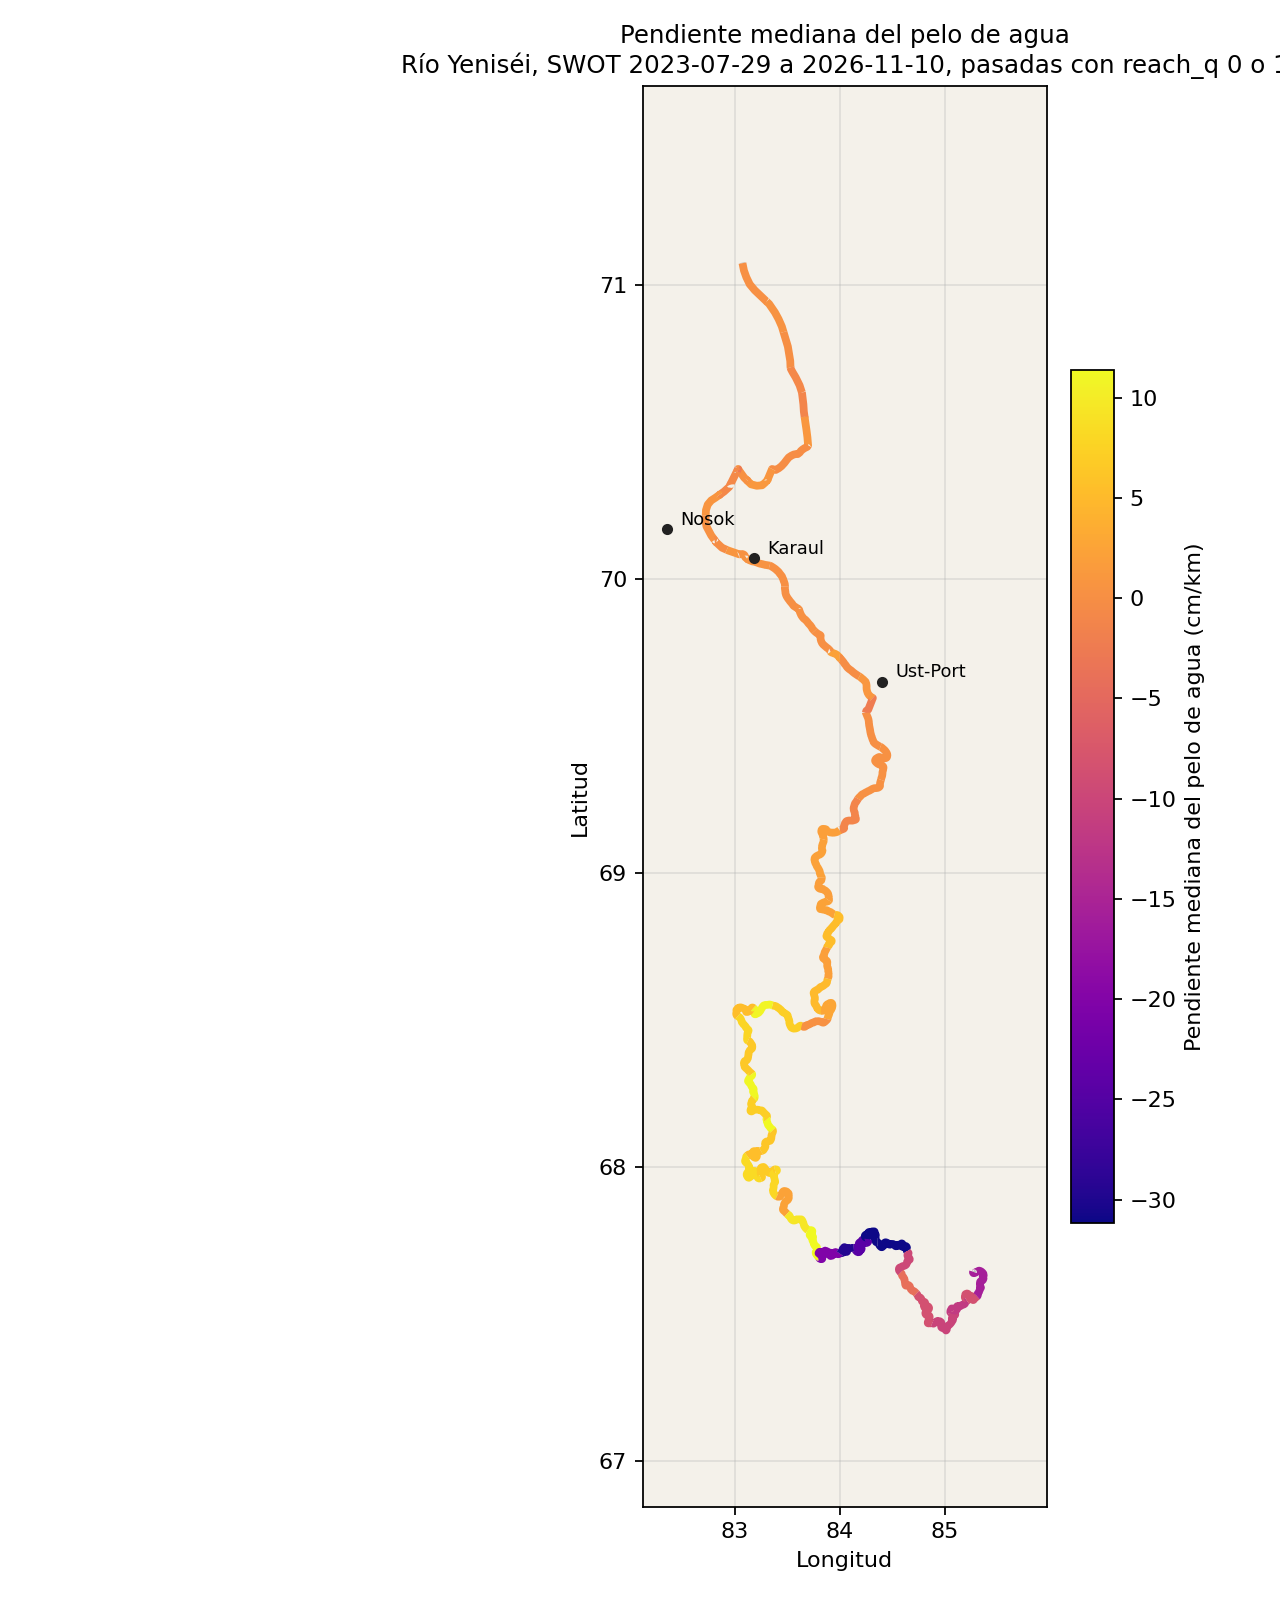 Pendiente mediana del pelo de agua
Río Yeniséi, SWOT 2023-07-29 a 2026-11-10, pasadas con reach_q 0 o 1
71
70
69
68
67
Latitud
Nosok
Karaul
Ust-Port
83
84
85
Longitud
10
5
0
−5
−10
−15
−20
−25
−30
Pendiente mediana del pelo de agua (cm/km)